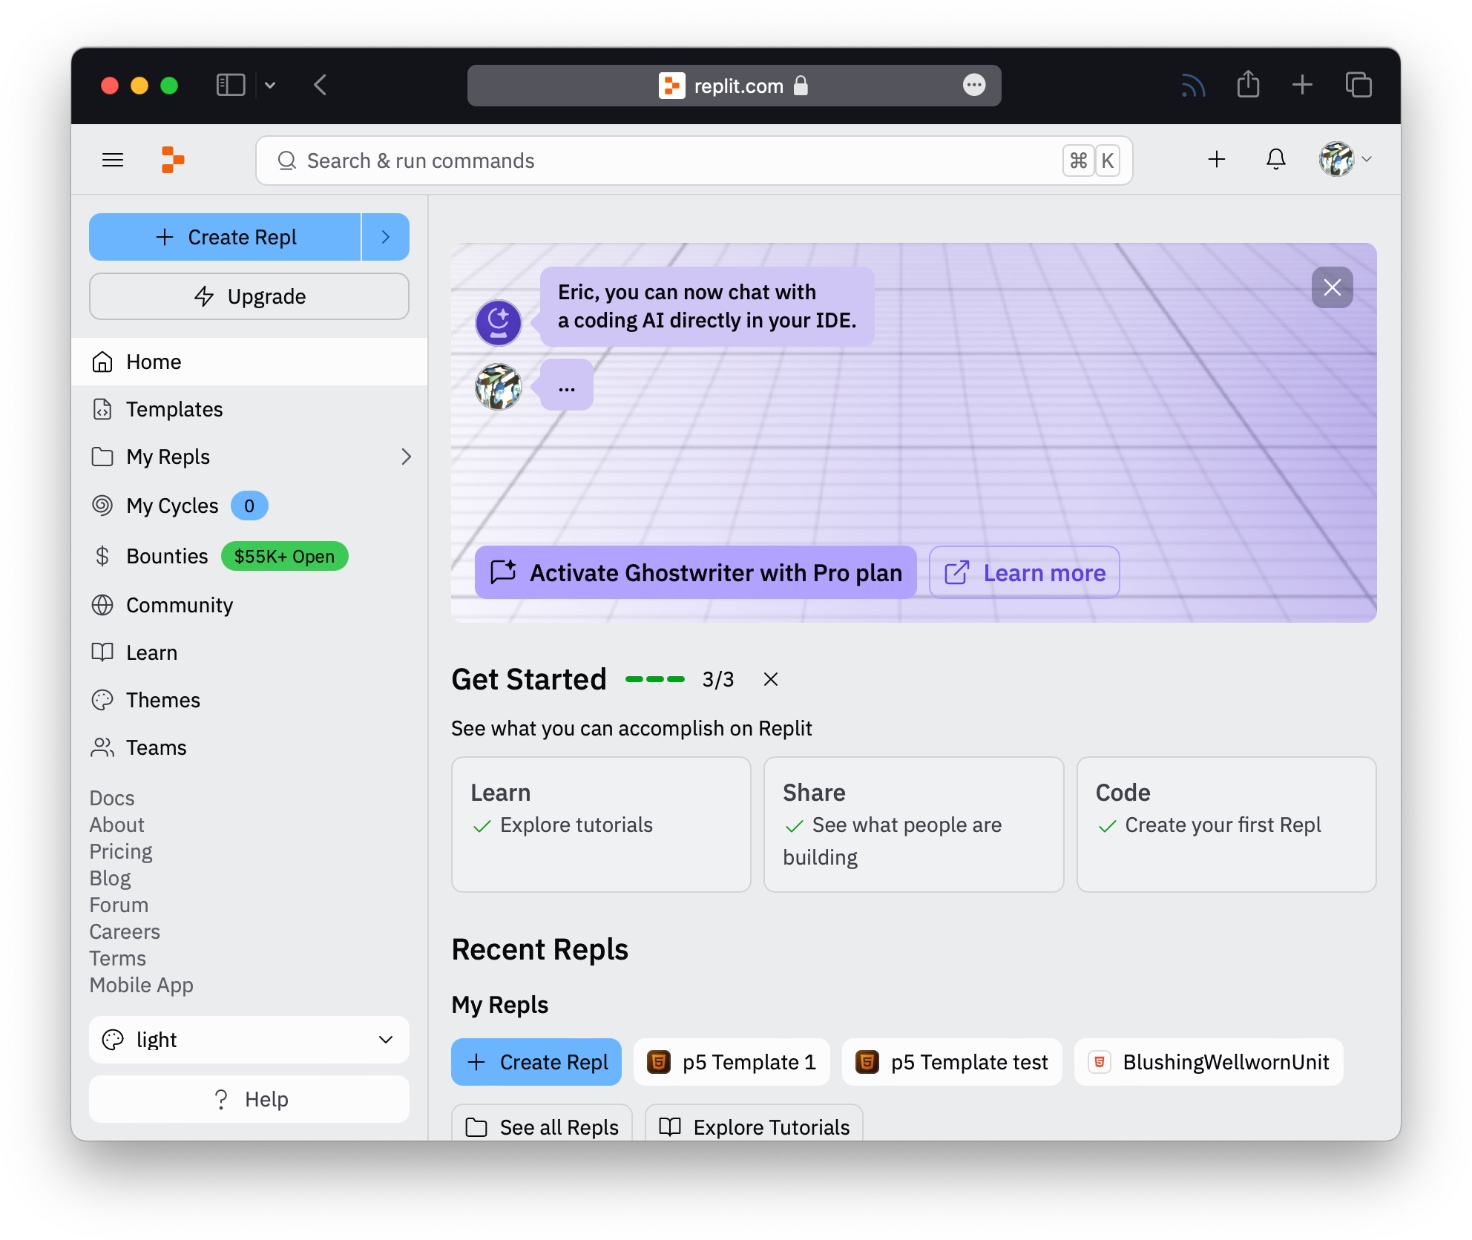 replit.com
Search & run commands
⌘ K
Create Repl
Upgrade
Home
Templates
My Repls
My Cycles 0
Bounties $55K+ Open
Community
Learn
Themes
Teams
Docs
About
Pricing
Blog
Forum
Careers
Terms
Mobile App
light
? Help
Eric, you can now chat with
a coding AI directly in your IDE.
...
Activate Ghostwriter with Pro plan
Learn more
Get Started 3/3
See what you can accomplish on Replit
Learn
Explore tutorials
Share
See what people are
building
Code
Create your first Repl
Recent Repls
My Repls
Create Repl
p5 Template 1
p5 Template test
BlushingWellwornUnit
See all Repls
Explore Tutorials